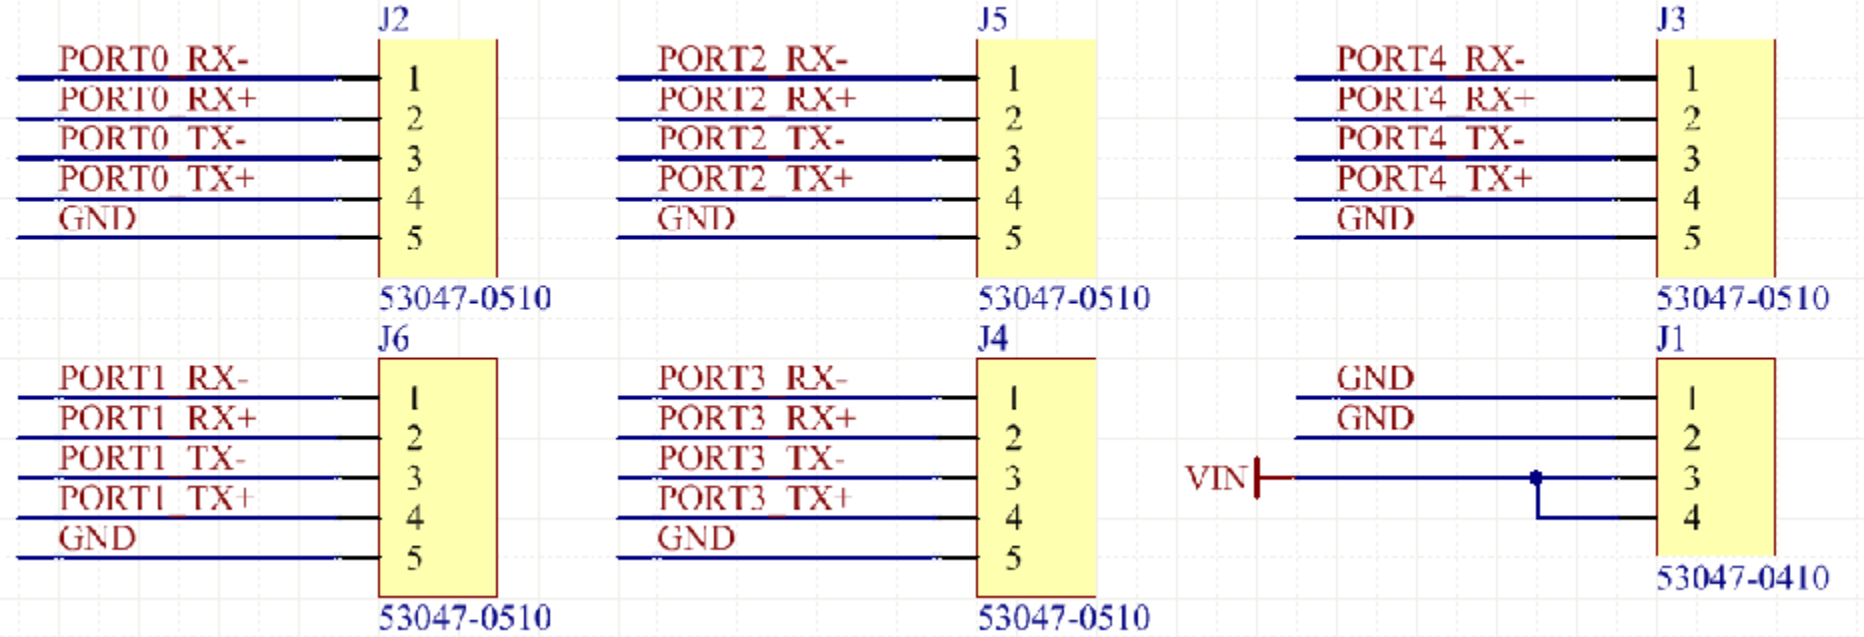 J2
PORT0_RX-
1
PORT0_RX+
2
PORT0_TX-
3
PORT0_TX+
4
GND
5
53047-0510
J5
PORT2_RX-
1
PORT2_RX+
2
PORT2_TX-
3
PORT2_TX+
4
GND
5
53047-0510
J3
PORT4_RX-
1
PORT4_RX+
2
PORT4_TX-
3
PORT4_TX+
4
GND
5
53047-0510
J6
PORT1_RX-
1
PORT1_RX+
2
PORT1_TX-
3
PORT1_TX+
4
GND
5
53047-0510
J4
PORT3_RX-
1
PORT3_RX+
2
PORT3_TX-
3
PORT3_TX+
4
GND
5
53047-0510
J1
GND
1
GND
2
VIN
3
4
53047-0410